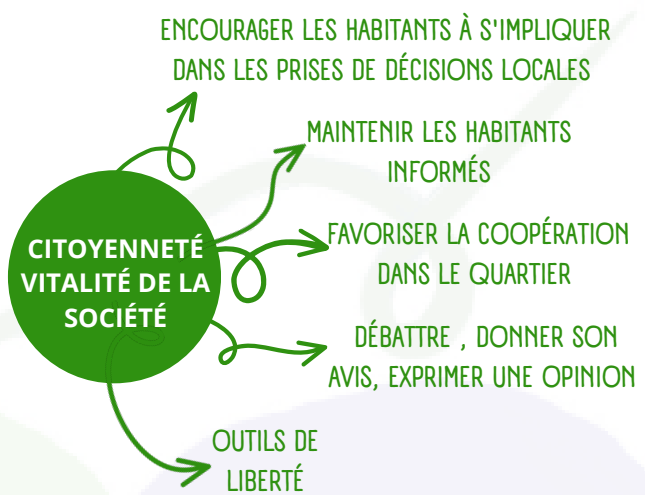 ENCOURAGER LES HABITANTS À S'IMPLIQUER
DANS LES PRISES DE DÉCISIONS LOCALES
MAINTENIR LES HABITANTS
INFORMÉS
CITOYENNETÉ
VITALITÉ DE LA
SOCIÉTÉ
FAVORISER LA COOPÉRATION
DANS LE QUARTIER
DÉBATTRE , DONNER SON
AVIS, EXPRIMER UNE OPINION
OUTILS DE
LIBERTÉ